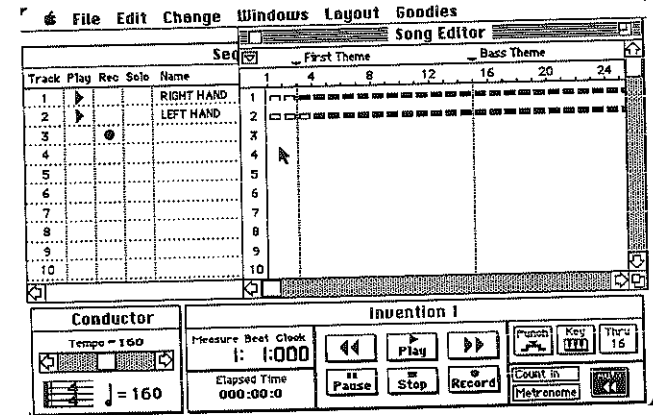 File Edit Change Windows Layout Goodies
Song Editor
Seq
First Theme Bass Theme
Track Play Rec Solo Name
1 4 8 12 16 20 24
1 RIGHT HAND 1
2 LEFT HAND 2
3 3
4 4
5 5
6 6
7 7
8 8
9 9
10 10
Conductor
Tempo = 160
= 160
Invention 1
Measure Beat Clock
1: 1:000
Elapsed Time
000:00:0
Play
Pause Stop Record
Punch Key Thru
16
Count in
Metronome